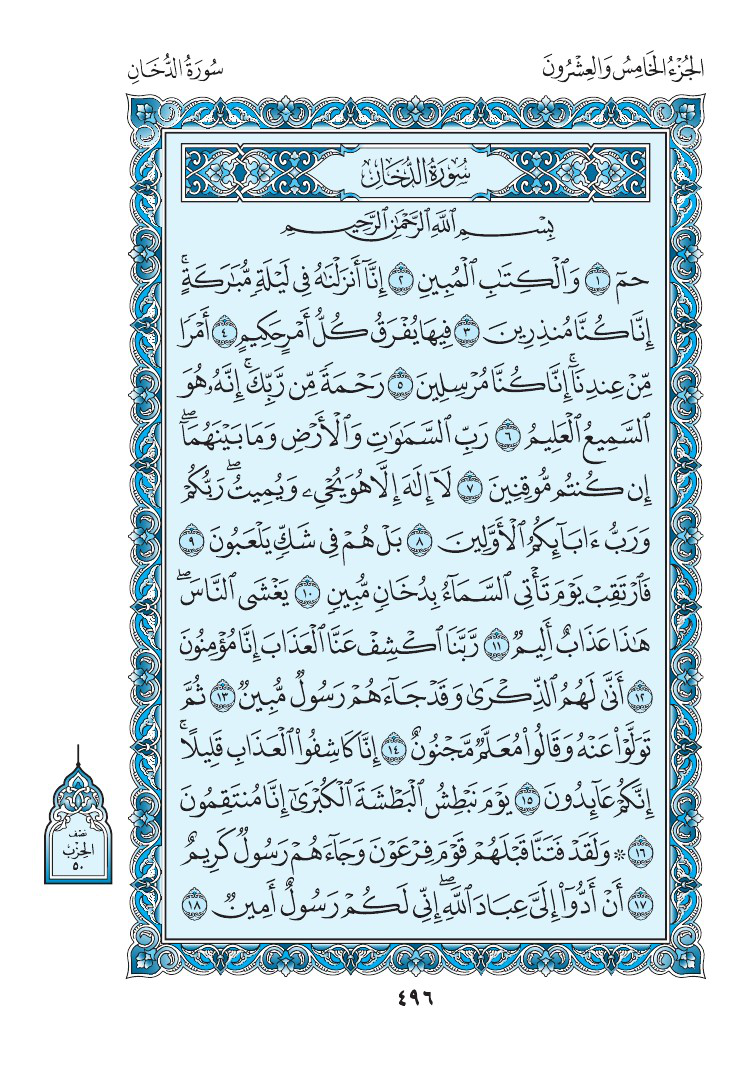 الجُزْءُ الخَامِسُ وَالعِشْرُونَ
سُورَةُ الدُّخَانِ
سُورَةُ الدُّخَانِ
بِسْمِ ٱللَّهِ ٱلرَّحْمَٰنِ ٱلرَّحِيمِ
حمٓ ١ وَٱلْكِتَٰبِ ٱلْمُبِينِ ٢ إِنَّآ أَنزَلْنَٰهُ فِى لَيْلَةٍ مُّبَٰرَكَةٍ ۚ
إِنَّا كُنَّا مُنذِرِينَ ٣ فِيهَا يُفْرَقُ كُلُّ أَمْرٍ حَكِيمٍ ٤ أَمْرًا
مِّنْ عِندِنَآ ۚ إِنَّا كُنَّا مُرْسِلِينَ ٥ رَحْمَةً مِّن رَّبِّكَ ۚ إِنَّهُۥ هُوَ
ٱلسَّمِيعُ ٱلْعَلِيمُ ٦ رَبِّ ٱلسَّمَٰوَٰتِ وَٱلْأَرْضِ وَمَا بَيْنَهُمَآ ۖ
إِن كُنتُم مُّوقِنِينَ ٧ لَآ إِلَٰهَ إِلَّا هُوَ يُحْىِۦ وَيُمِيتُ ۖ رَبُّكُمْ
وَرَبُّ ءَابَآئِكُمُ ٱلْأَوَّلِينَ ٨ بَلْ هُمْ فِى شَكٍّ يَلْعَبُونَ ٩
فَٱرْتَقِبْ يَوْمَ تَأْتِى ٱلسَّمَآءُ بِدُخَانٍ مُّبِينٍ ١٠ يَغْشَى ٱلنَّاسَ ۖ
هَٰذَا عَذَابٌ أَلِيمٌ ١١ رَّبَّنَا ٱكْشِفْ عَنَّا ٱلْعَذَابَ إِنَّا مُؤْمِنُونَ
١٢ أَنَّىٰ لَهُمُ ٱلذِّكْرَىٰ وَقَدْ جَآءَهُمْ رَسُولٌ مُّبِينٌ ١٣ ثُمَّ
تَوَلَّوْا۟ عَنْهُ وَقَالُوا۟ مُعَلَّمٌ مَّجْنُونٌ ١٤ إِنَّا كَاشِفُوا۟ ٱلْعَذَابِ قَلِيلًا ۚ
إِنَّكُمْ عَآئِدُونَ ١٥ يَوْمَ نَبْطِشُ ٱلْبَطْشَةَ ٱلْكُبْرَىٰٓ إِنَّا مُنتَقِمُونَ
١٦ ۞ وَلَقَدْ فَتَنَّا قَبْلَهُمْ قَوْمَ فِرْعَوْنَ وَجَآءَهُمْ رَسُولٌ كَرِيمٌ
١٧ أَنْ أَدُّوٓا۟ إِلَىَّ عِبَادَ ٱللَّهِ ۖ إِنِّى لَكُمْ رَسُولٌ أَمِينٌ ١٨
نصف
الحزب
٥٠
٤٩٦